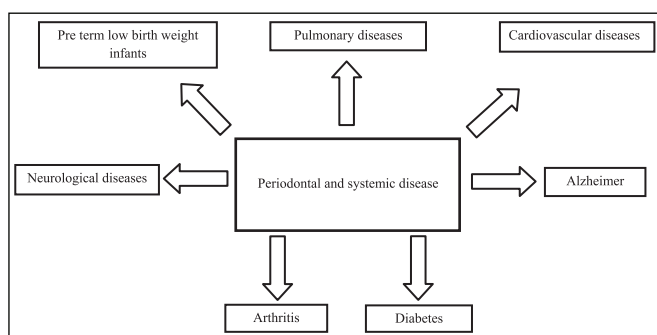 Pre term low birth weight
infants
Pulmonary diseases
Cardiovascular diseases
Neurological diseases
Periodontal and systemic disease
Alzheimer
Arthritis
Diabetes